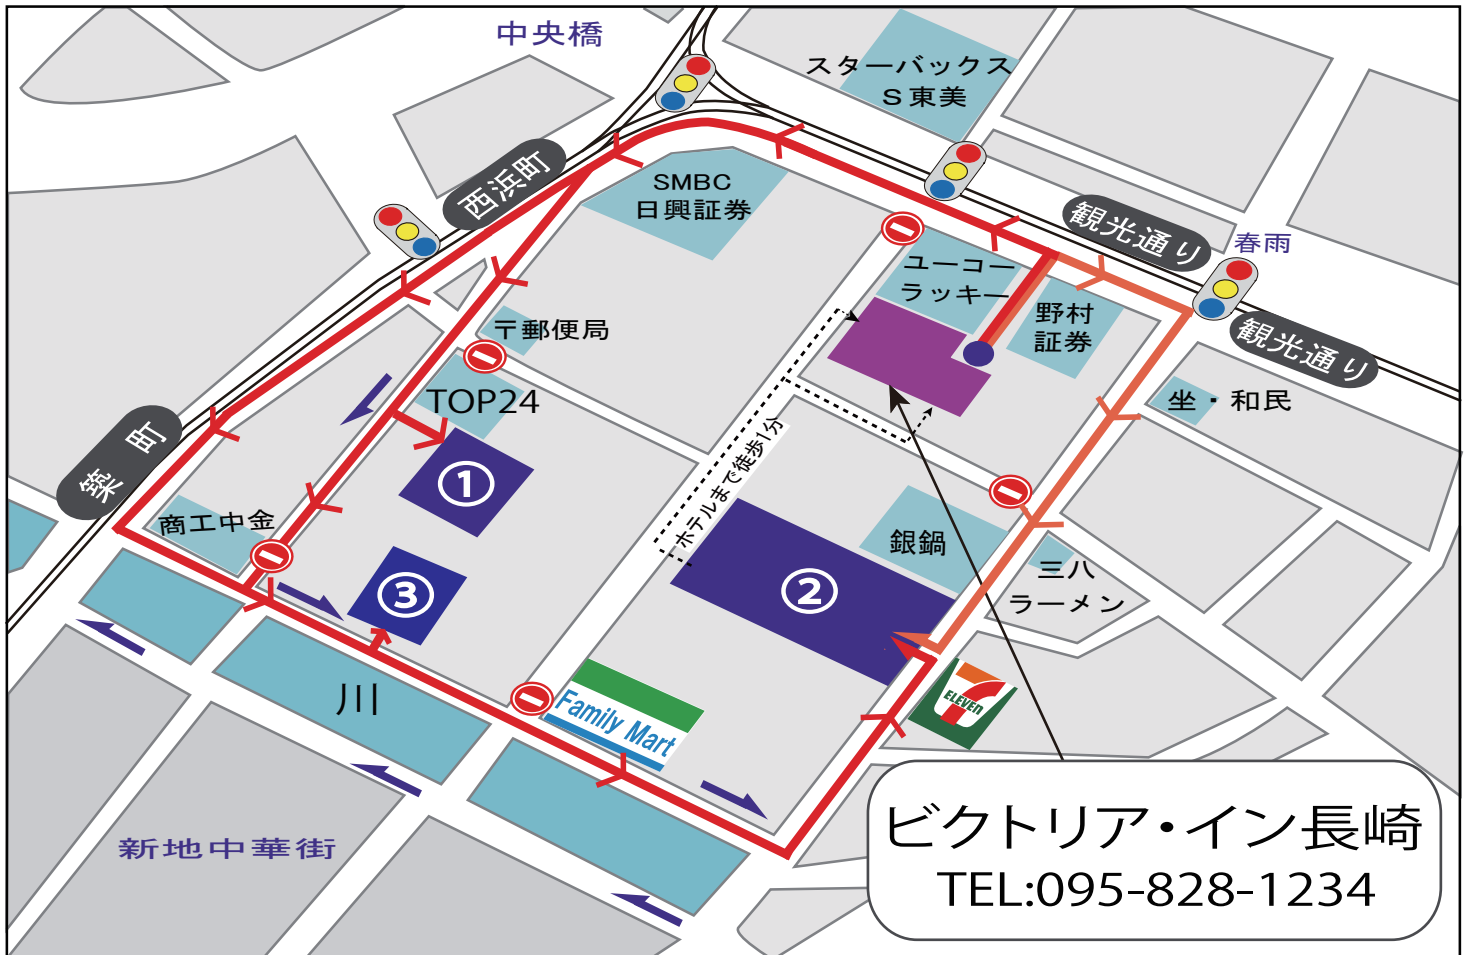 中央橋
スターバックス
S東美
西浜町
SMBC
日興証券
観光通り
春雨
ユーコー
ラッキー
野村
証券
観光通り
〒郵便局
TOP24
坐・和民
築町
①
ホテルまで徒歩1分
商工中金
銀鍋
③
②
三八
ラーメン
川
Family Mart
7
ELEVEN
新地中華街
ビクトリア・イン長崎
TEL:095-828-1234